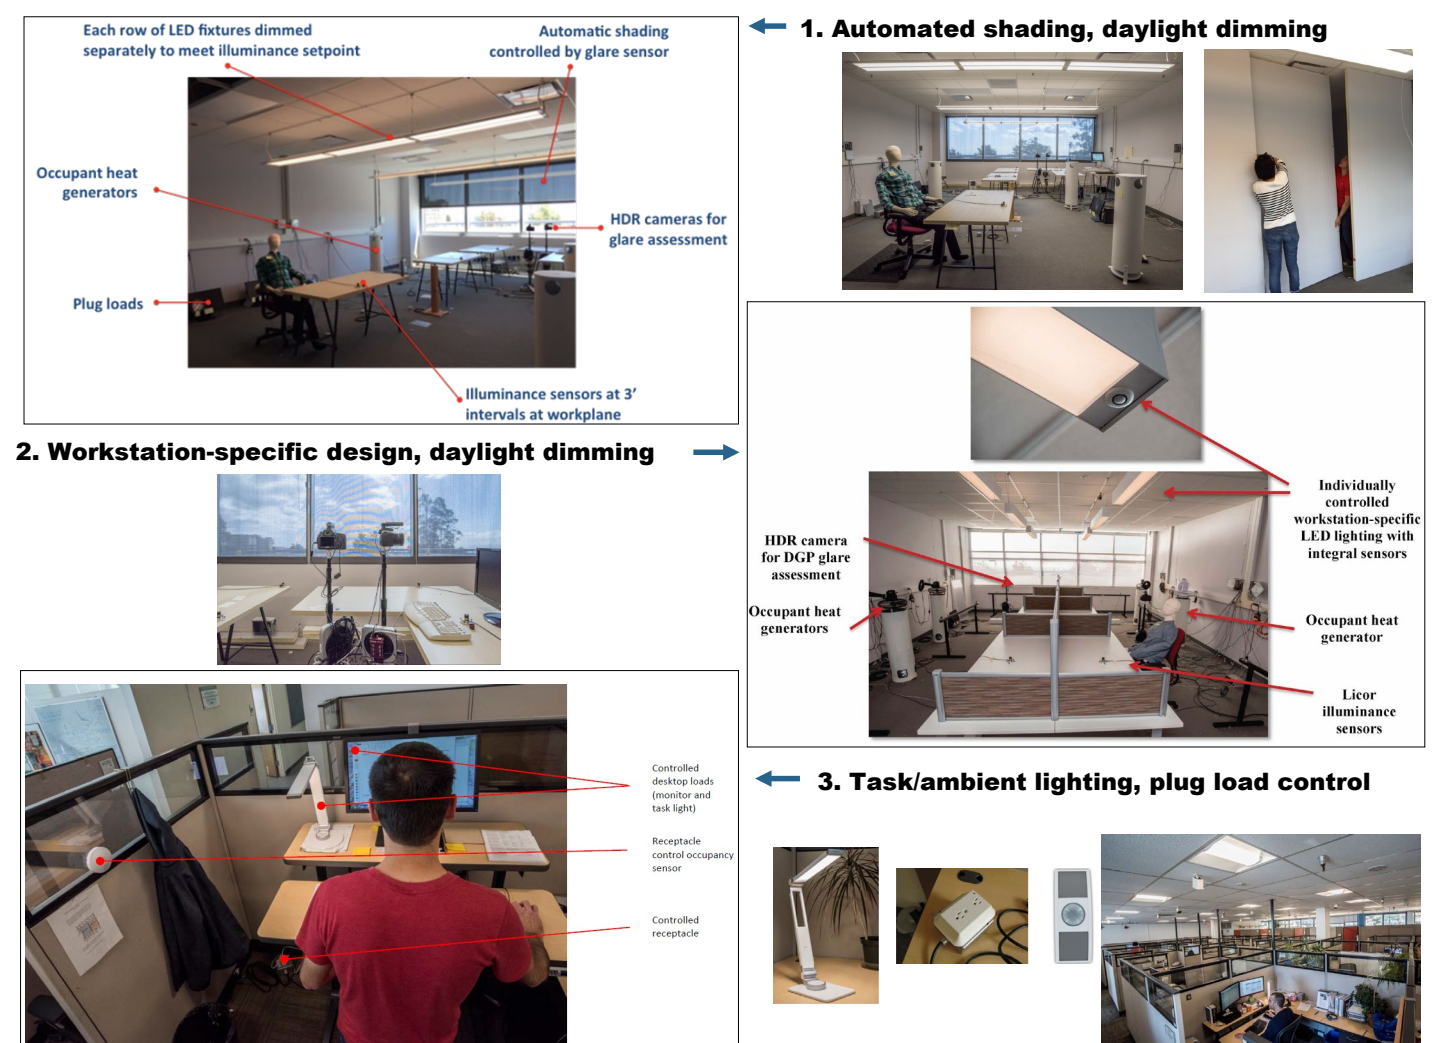 Each row of LED fixtures dimmed
separately to meet illuminance setpoint
Automatic shading
controlled by glare sensor
Occupant heat
generators
HDR cameras for
glare assessment
Plug loads
Illuminance sensors at 3’
intervals at workplane
1. Automated shading, daylight dimming
2. Workstation-specific design, daylight dimming
Individually
controlled
workstation-specific
LED lighting with
integral sensors
HDR camera
for DGP glare
assessment
Occupant heat
generators
Occupant heat
generator
Licor
illuminance
sensors
3. Task/ambient lighting, plug load control
Controlled
desktop loads
(monitor and
task light)
Receptacle
control occupancy
sensor
Controlled
receptacle